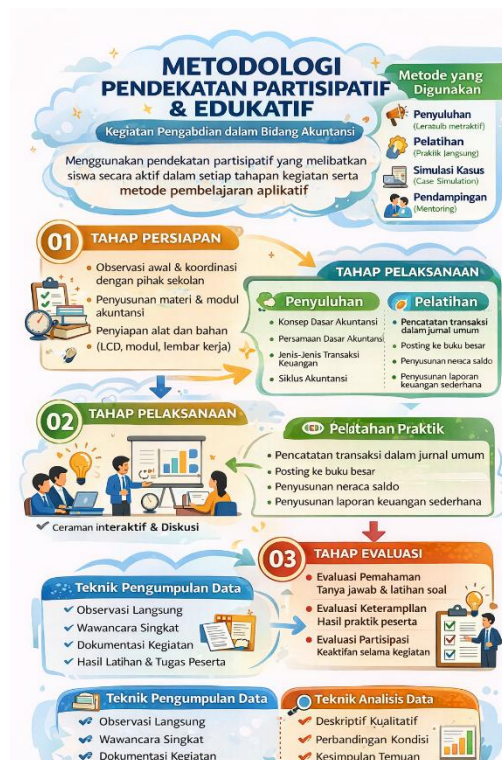 METODOLOGI
PENDEKATAN PARTISIPATIF
& EDUKATIF
Kegiatan Pengabdian dalam Bidang Akuntansi
Menggunakan pendekatan partisipatif yang melibatkan
siswa secara aktif dalam setiap tahapan kegiatan serta
metode pembelajaran aplikatif
Metode yang
Digunakan
Penyuluhan
Pelatihan
(Praktik langsung)
Simulasi Kasus
(Case Simulation)
Pendampingan
(Mentoring)
01 TAHAP PERSIAPAN
Observasi awal & koordinasi
dengan pihak sekolan
Penyusunan materi & modul
akuntansi
Penyiapan alat dan bahan
(LCD, modul, lembar kerja)
TAHAP PELAKSANAAN
Penyuluhan
Konsep Dasar Akuntansi
Persamaan Dasar Akuntans
Jenis-Jenis Transaksi
Keuangan
Siklus Akuntansi
Pelatihan
Pencatatan transaksi
dalam jurnal umum
Posting ke buku besar
Penyusunan neraca saldo
Penyusunan laporan
keuangan sederhana
02 TAHAP PELAKSANAAN
Ceraman interaktif & Diskusi
Peldtahan Praktik
Pencatatan transaksi dalam jurnal umum
Posting ke buku besar
Penyusunan neraca saldo
Penyusunan laporan keuangan sederhana
03 TAHAP EVALUASI
Evaluasi Pemahaman
Tanya jawab & latihan soal
Evaluasi Keterampllan
Hasil praktik peserta
Evaluasi Partisipasi
Keaktifan selama kegiatan
Teknik Pengumpulan Data
Observasi Langsung
Wawancara Singkat
Dokumentasi Kegiatan
Hasil Latihan & Tugas Peserta
Teknik Pengumpulan Data
Observasi Langsung
Wawancara Singkat
Dokumentasi Kegiatan
Teknik Analisis Data
Deskriptif Kualitatif
Perbandingan Kondisi
Kesimpulan Temuan